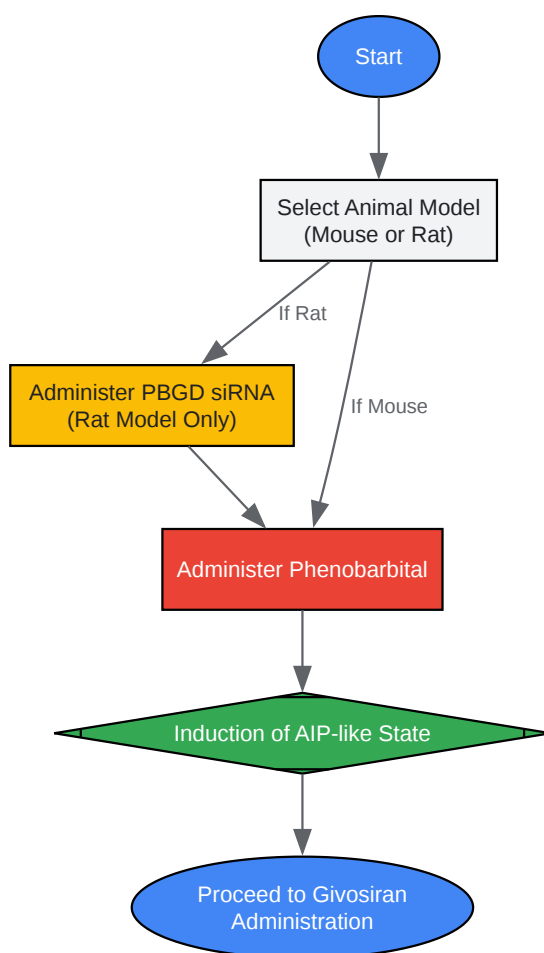 Start
Select Animal Model
(Mouse or Rat)
If Rat
Administer PBGD siRNA
(Rat Model Only)
If Mouse
Administer Phenobarbital
Induction of AIP-like State
Proceed to Givosiran
Administration